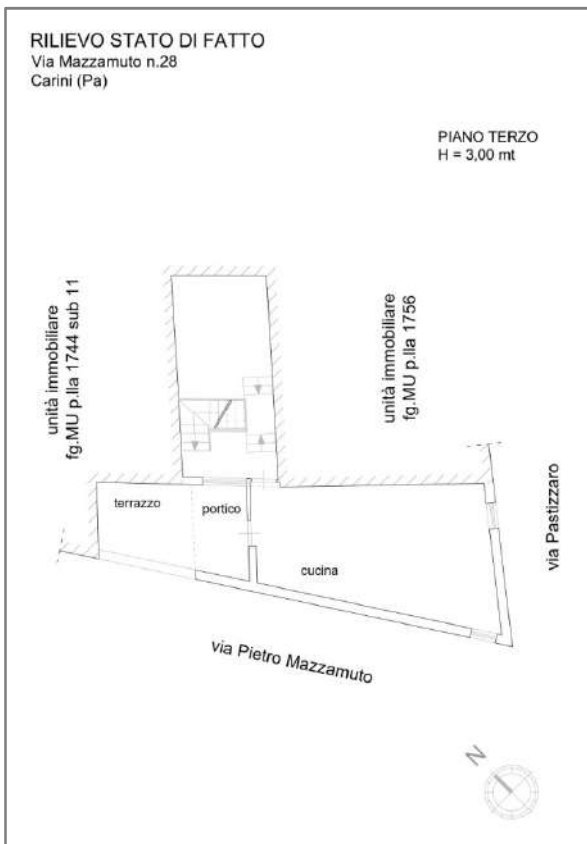 RILIEVO STATO DI FATTO
Via Mazzamuto n.28
Carini (Pa)
PIANO TERZO
H = 3,00 mt
unità immobiliare
fg.MU p.lla 1744 sub 11
unità immobiliare
fg.MU p.lla 1756
terrazzo
portico
cucina
via Pastizzaro
via Pietro Mazzamuto
N